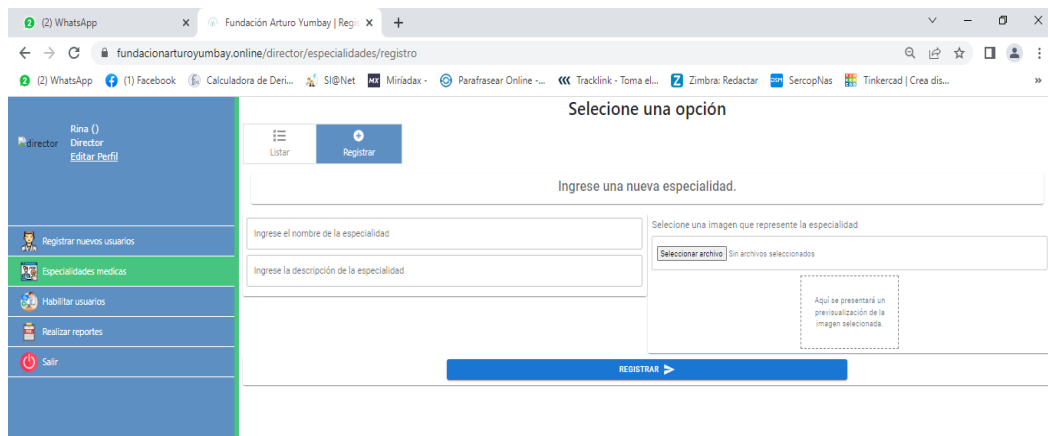 (2) WhatsApp
Fundación Arturo Yumbay | Regis
fundacionarturoyumbay.online/director/especialidades/registro
(2) WhatsApp
(1) Facebook
Calculadora de Deri...
SI@Net
MX Miríadax -
Parafrasear Online -...
Tracklink - Toma el...
Zimbra: Redactar
SercopNas
Tinkercad | Crea dis...
»
director
Rina ()
Director
Editar Perfil
Registrar nuevos usuarios
Especialidades medicas
Habilitar usuarios
Realizar reportes
Salir
Selecione una opción
Listar
Registrar
Ingrese una nueva especialidad.
Ingrese el nombre de la especialidad
Ingrese la descripción de la especialidad
Selecione una imagen que represente la especialidad
Seleccionar archivo Sin archivos seleccionados
Aquí se presentará un
previsualización de la
imagen selecionada.
REGISTRAR